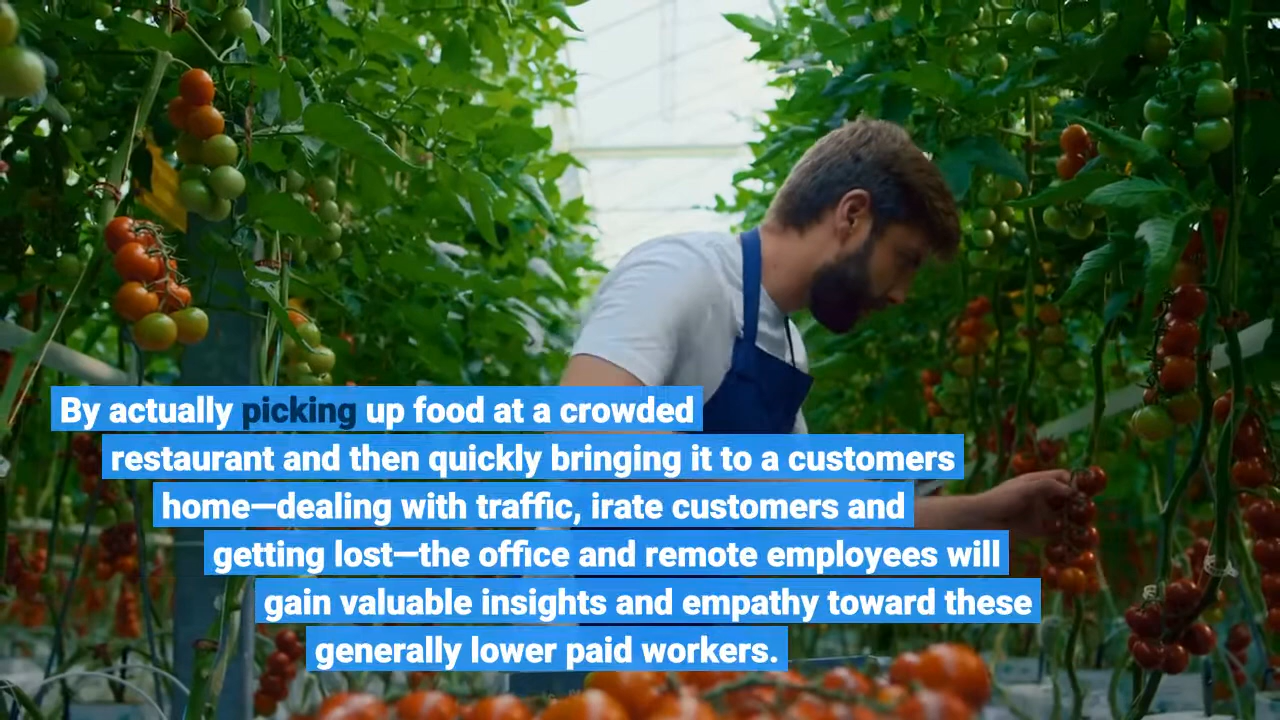 By actually picking up food at a crowded
restaurant and then quickly bringing it to a customers
home—dealing with traffic, irate customers and
getting lost—the office and remote employees will
gain valuable insights and empathy toward these
generally lower paid workers.